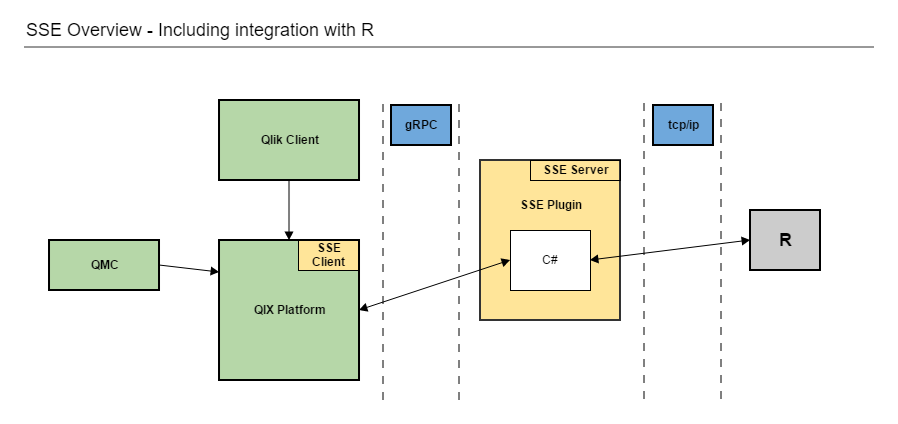 SSE Overview - Including integration with R
Qlik Client
gRPC
tcp/ip
SSE Server
SSE Plugin
C#
R
QMC
SSE
Client
QIX Platform